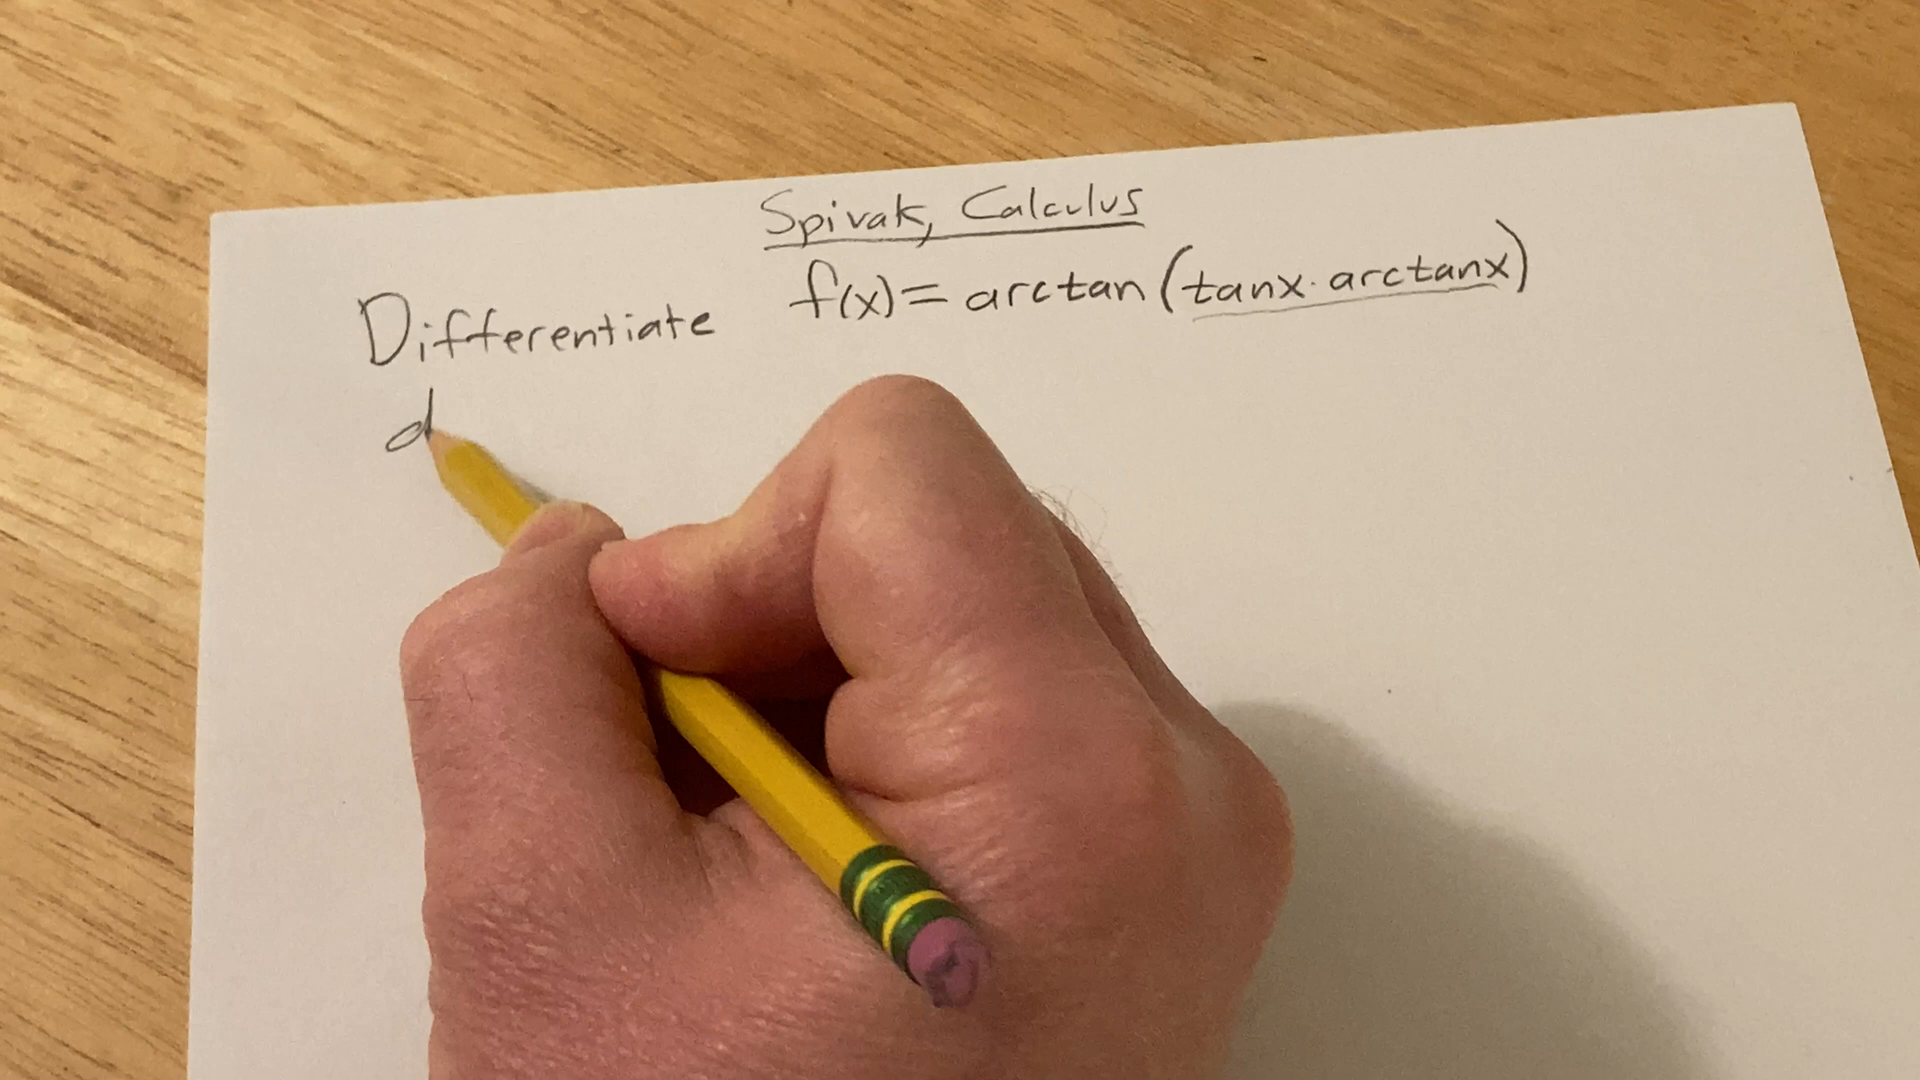 Spivak, Calculus
Differentiate f(x) = arctan (tanx · arctanx)
d